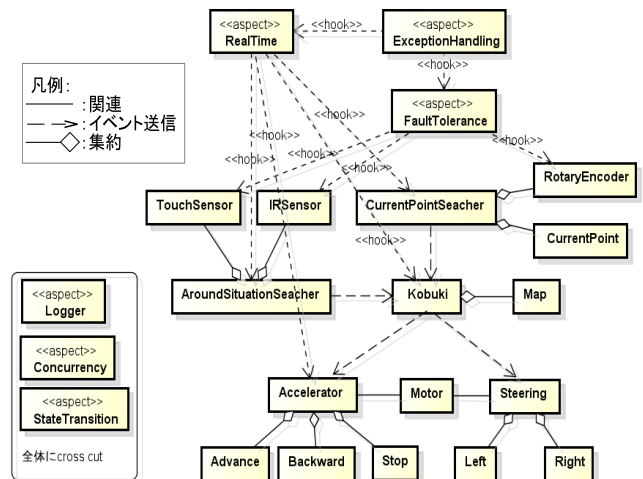 <<aspect>>
RealTime
<<hook>>
<<aspect>>
ExceptionHandling
<<hook>>
凡例:
:関連
:イベント送信
:集約
<<aspect>>
FaultTolerance
<<hook>>
<<hook>>
<<hook>>
<<hook>>
<<hook>>
RotaryEncoder
TouchSensor
IRSensor
CurrentPointSeacher
CurrentPoint
<<hook>>
AroundSituationSeacher
Kobuki
Map
<<aspect>>
Logger
<<aspect>>
Concurrency
<<aspect>>
StateTransition
全体にcross cut
Accelerator
Motor
Steering
Advance
Backward
Stop
Left
Right